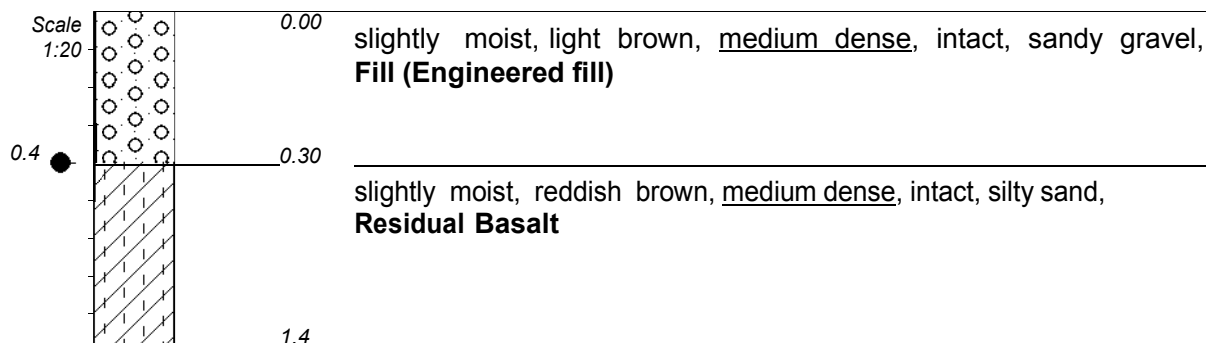 Scale
1:20
0.00
slightly moist, light brown, medium dense, intact, sandy gravel,
Fill (Engineered fill)
0.4
0.30
slightly moist, reddish brown, medium dense, intact, silty sand,
Residual Basalt
1.4